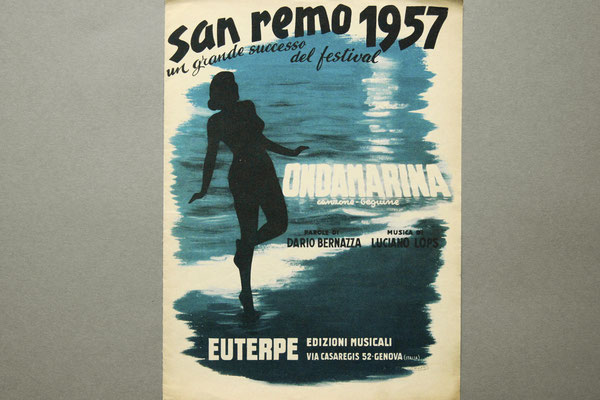 san remo 1957
un grande successo
del festival
ONDAMARINA
canzone-beguine
PAROLE DI MUSICA DI
DARIO BERNAZZA LUCIANO LOPS
EUTERPE EDIZIONI MUSICALI
VIA CASAREGIS 52-GENOVA (ITALIA)